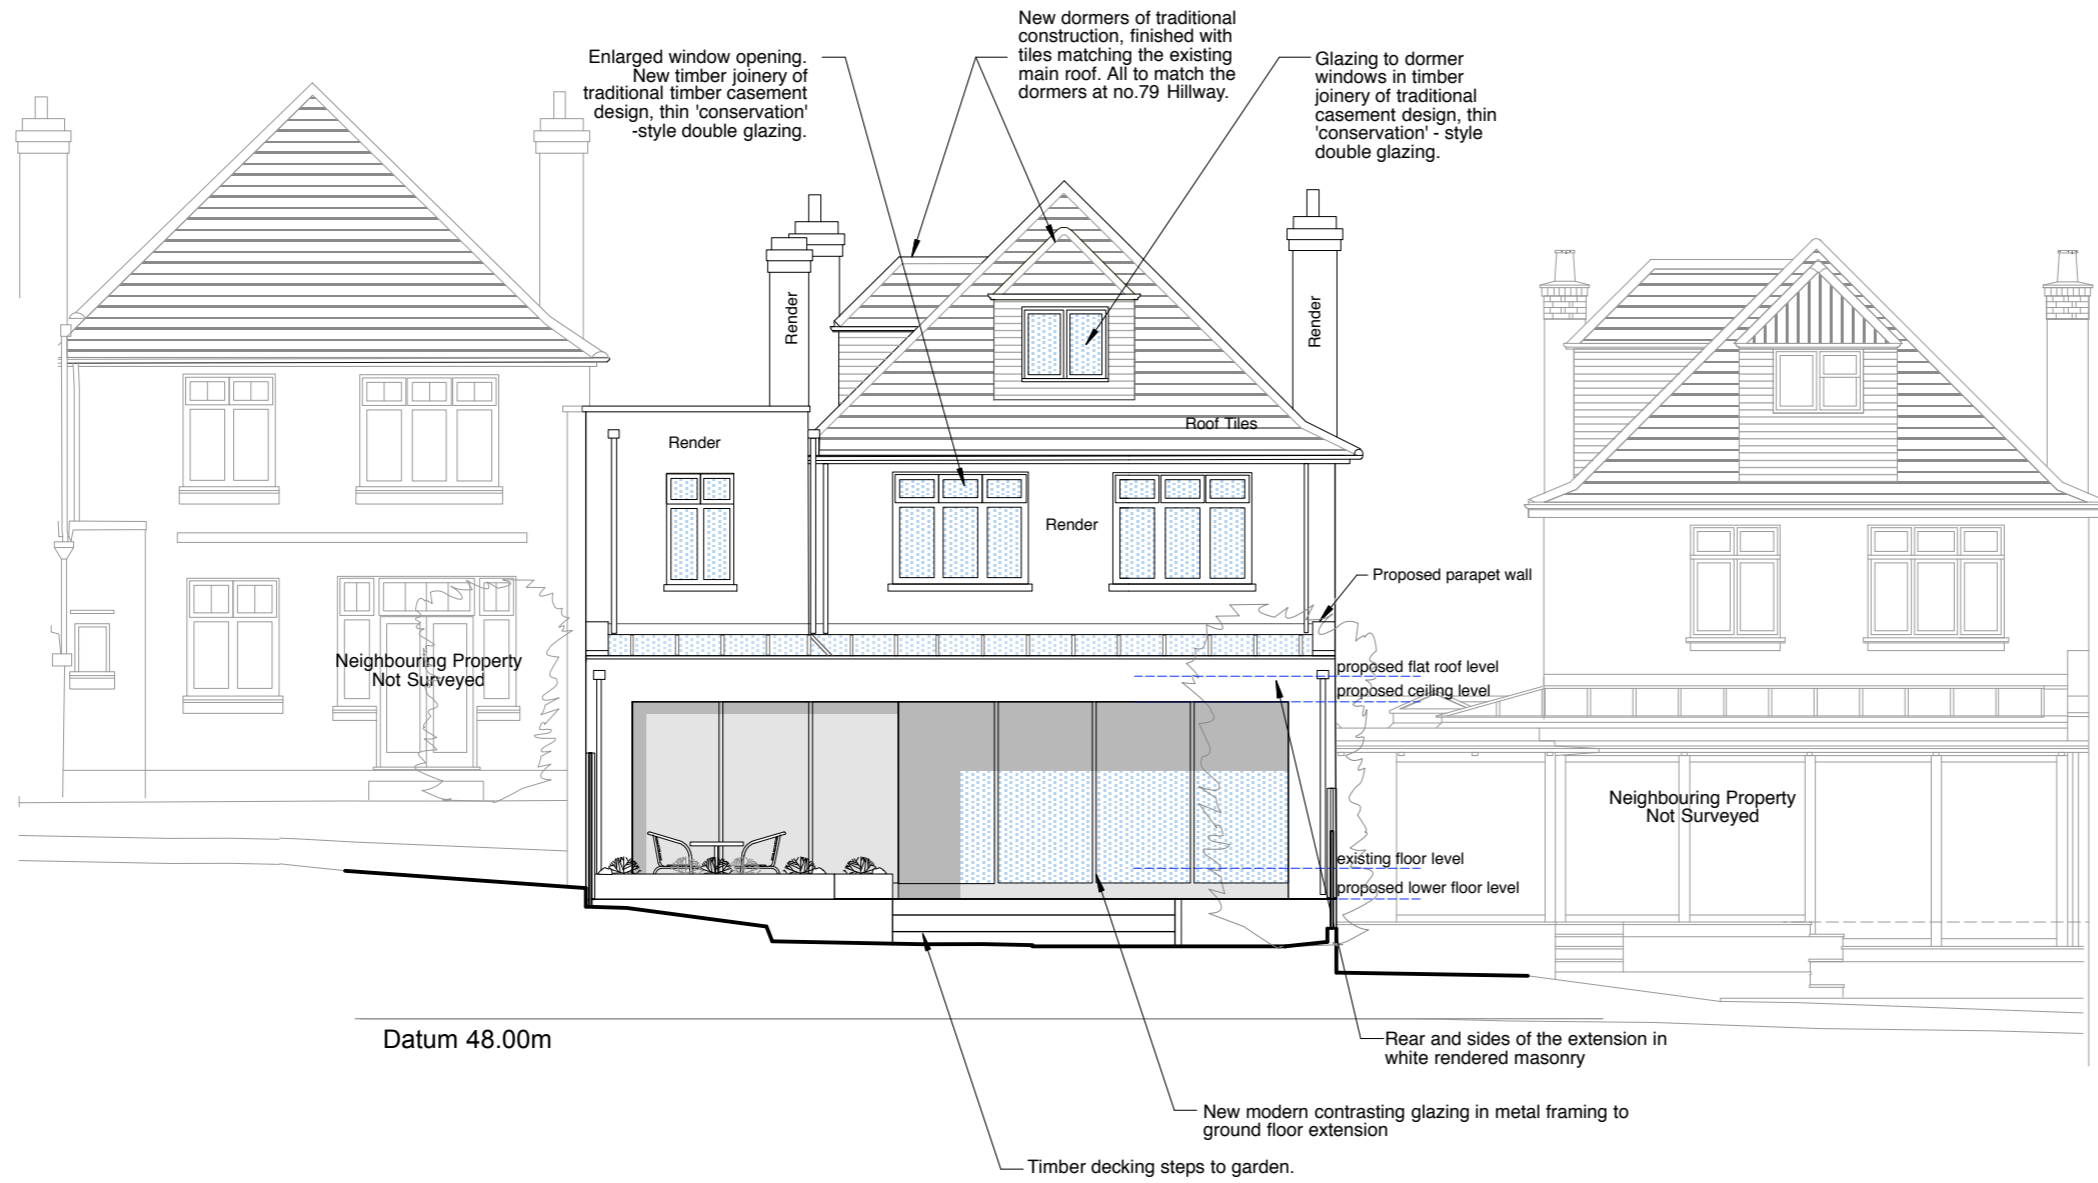 New dormers of traditional
construction, finished with
tiles matching the existing
main roof. All to match the
dormers at no.79 Hillway.
Enlarged window opening.
New timber joinery of
traditional timber casement
design, thin 'conservation'
-style double glazing.
Glazing to dormer
windows in timber
joinery of traditional
casement design, thin
'conservation' - style
double glazing.
Render
Render
Roof Tiles
Render
Render
Proposed parapet wall
Neighbouring Property
Not Surveyed
proposed flat roof level
proposed ceiling level
Neighbouring Property
Not Surveyed
existing floor level
proposed lower floor level
Datum 48.00m
Rear and sides of the extension in
white rendered masonry
New modern contrasting glazing in metal framing to
ground floor extension
Timber decking steps to garden.